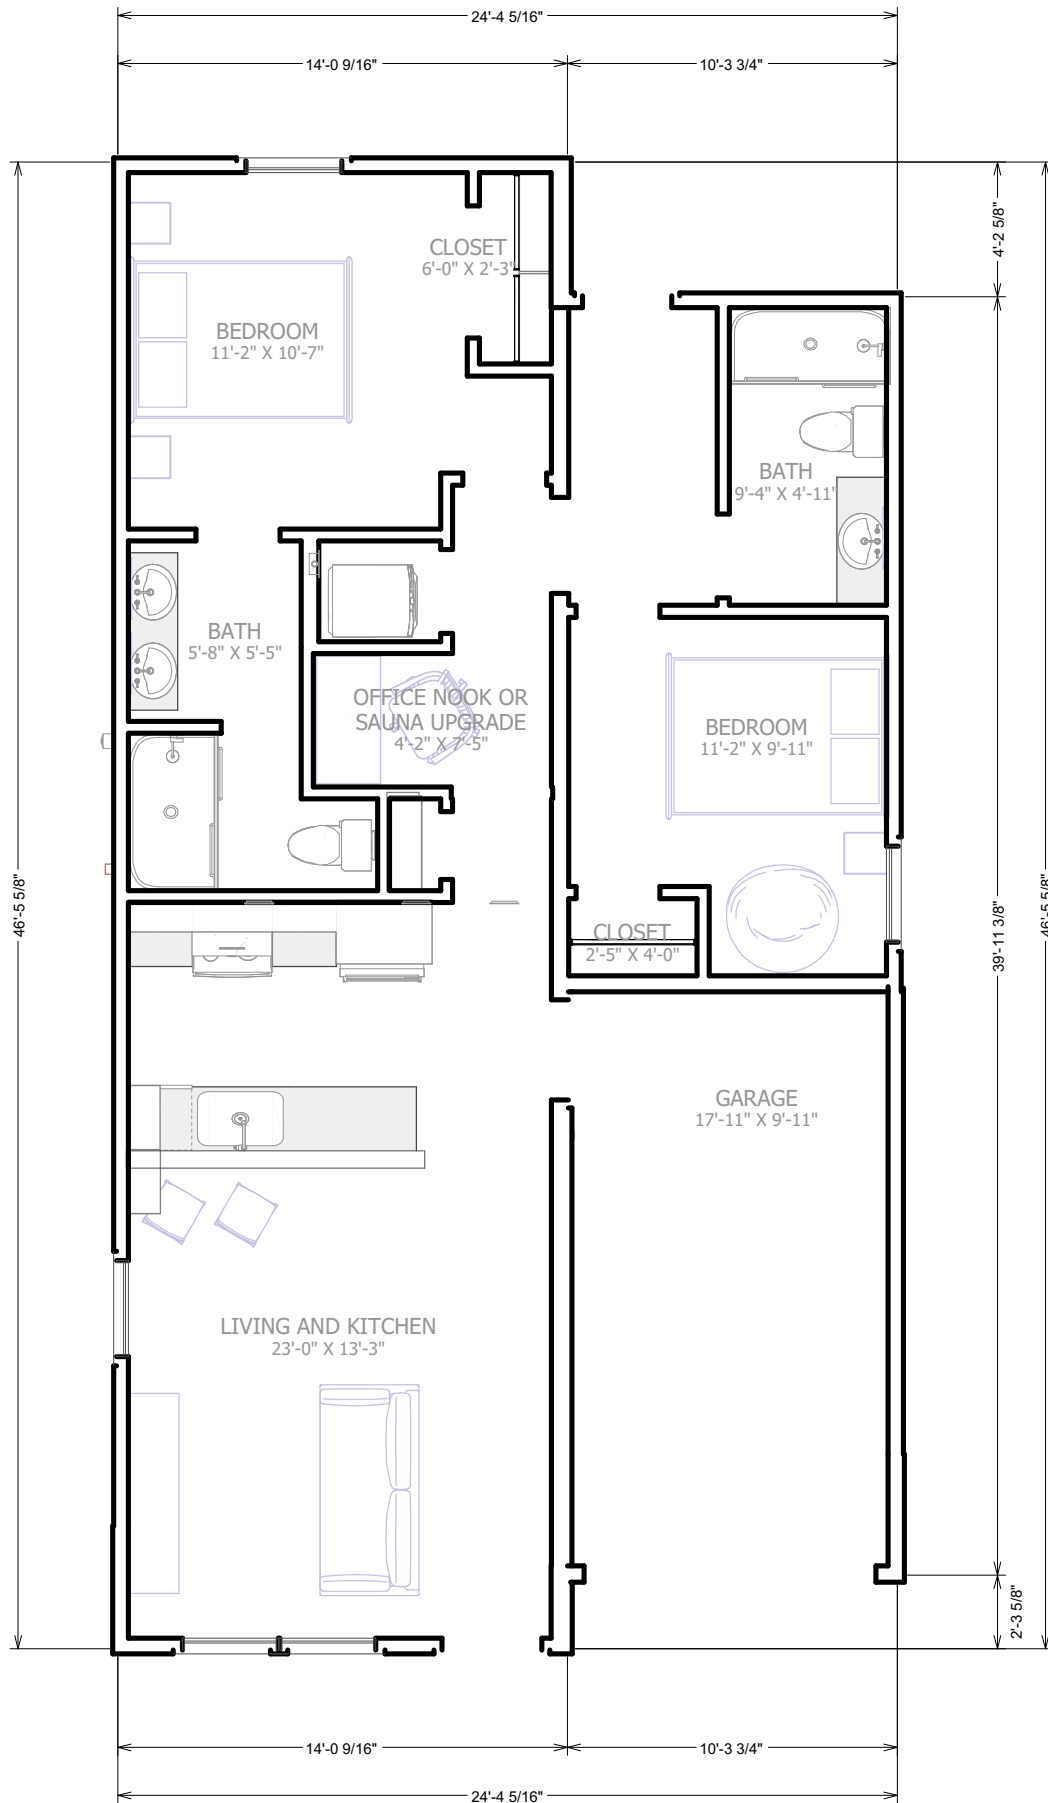 24'-4 5/16"
14'-0 9/16"
10'-3 3/4"
4'-2 5/8"
CLOSET
6'-0" X 2'-3"
BEDROOM
11'-2" X 10'-7"
BATH
9'-4" X 4'-11"
BATH
5'-8" X 5'-5"
OFFICE NOOK OR
SAUNA UPGRADE
4'-2" X 7'-5"
BEDROOM
11'-2" X 9'-11"
46'-5 5/8"
39'-11 3/8"
46'-5 5/8"
CLOSET
2'-5" X 4'-0"
GARAGE
17'-11" X 9'-11"
LIVING AND KITCHEN
23'-0" X 13'-3"
2'-3 5/8"
14'-0 9/16"
10'-3 3/4"
24'-4 5/16"